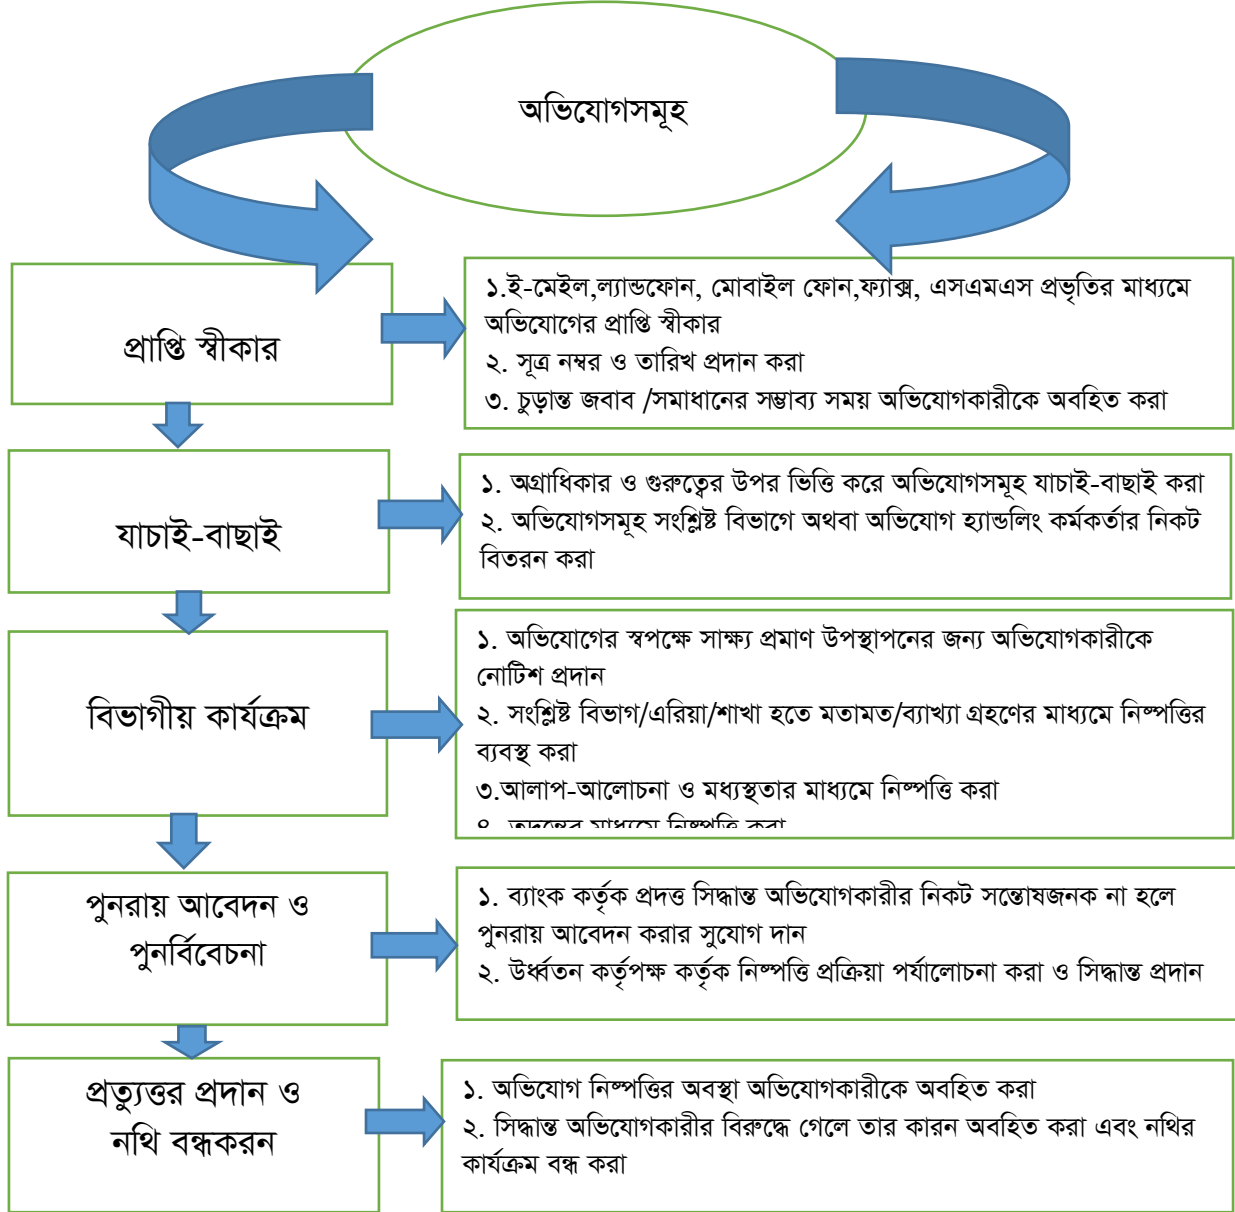 অভিযোগসমূহ
প্রাপ্তি স্বীকার
১.ই-মেইল,ল্যান্ডফোন, মোবাইল ফোন,ফ্যাক্স, এসএমএস প্রভৃতির মাধ্যমে
অভিযোগের প্রাপ্তি স্বীকার
২. সূত্র নম্বর ও তারিখ প্রদান করা
৩. চুড়ান্ত জবাব /সমাধানের সম্ভাব্য সময় অভিযোগকারীকে অবহিত করা
যাচাই-বাছাই
১. অগ্রাধিকার ও গুরুত্বের উপর ভিত্তি করে অভিযোগসমূহ যাচাই-বাছাই করা
২. অভিযোগসমূহ সংশ্লিষ্ট বিভাগে অথবা অভিযোগ হ্যান্ডলিং কর্মকর্তার নিকট
বিতরন করা
বিভাগীয় কার্যক্রম
১. অভিযোগের স্বপক্ষে সাক্ষ্য প্রমাণ উপস্থাপনের জন্য অভিযোগকারীকে
নোটিশ প্রদান
২. সংশ্লিষ্ট বিভাগ/এরিয়া/শাখা হতে মতামত/ব্যাখ্যা গ্রহণের মাধ্যমে নিষ্পত্তির
ব্যবস্থ করা
৩.আলাপ-আলোচনা ও মধ্যস্থতার মাধ্যমে নিষ্পত্তি করা
৪. তদন্তের মাধ্যমে নিষ্পত্তি করা
পুনরায় আবেদন ও
পুনর্বিবেচনা
১. ব্যাংক কর্তৃক প্রদত্ত সিদ্ধান্ত অভিযোগকারীর নিকট সন্তোষজনক না হলে
পুনরায় আবেদন করার সুযোগ দান
২. উর্ধ্বতন কর্তৃপক্ষ কর্তৃক নিষ্পত্তি প্রক্রিয়া পর্যালোচনা করা ও সিদ্ধান্ত প্রদান
প্রত্যুত্তর প্রদান ও
নথি বন্ধকরন
১. অভিযোগ নিষ্পত্তির অবস্থা অভিযোগকারীকে অবহিত করা
২. সিদ্ধান্ত অভিযোগকারীর বিরুদ্ধে গেলে তার কারন অবহিত করা এবং নথির
কার্যক্রম বন্ধ করা